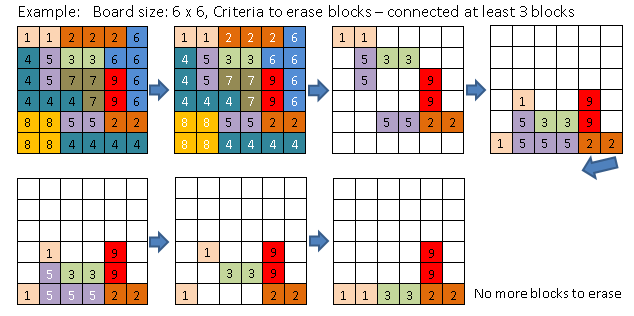 Example: Board size: 6 x 6, Criteria to erase blocks – connected at least 3 blocks
1 1 2 2 2 6
4 5 3 3 6 6
4 5 7 7 9 6
4 4 4 7 9 6
8 8 5 5 2 2
8 8 4 4 4 4
1 1 2 2 2 6
4 5 3 3 6 6
4 5 7 7 9 6
4 4 4 7 9 6
8 8 5 5 2 2
8 8 4 4 4 4
1 1
5 3 3
5 9
9
5 5 2 2
1 9
5 3 3 9
1 5 5 5 2 2
1 9
5 3 3 9
1 5 5 5 2 2
1 9
3 3 9
1 2 2
9
9
1 1 3 3 2 2
No more blocks to erase